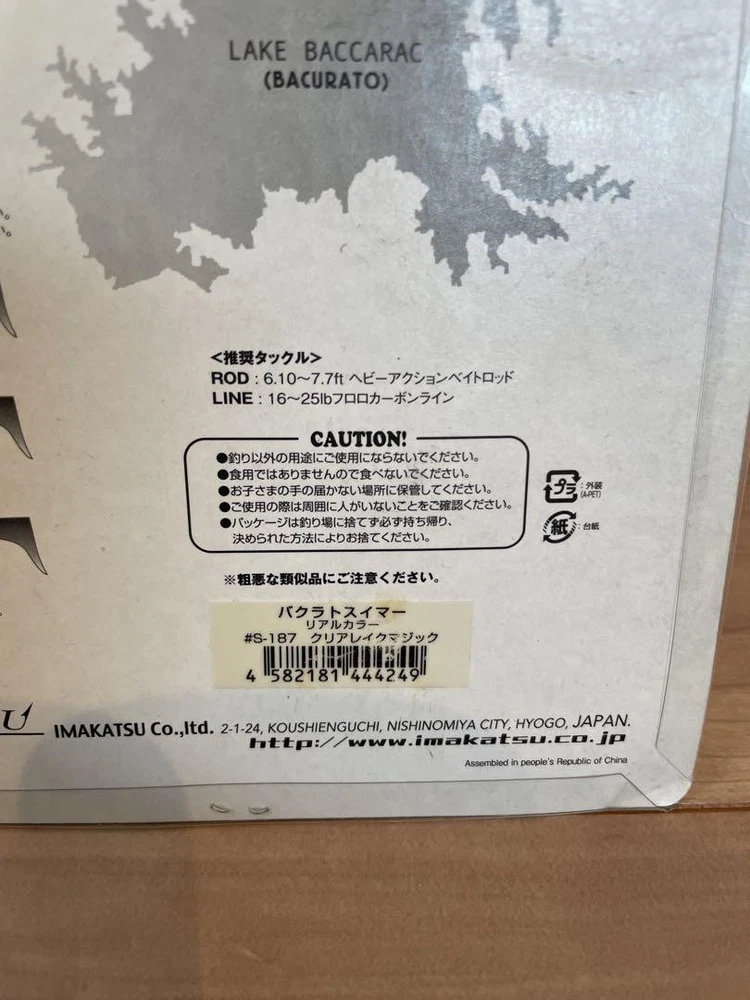 LAKE BACCARAC
(BACURATO)
<推奨タックル>
ROD : 6.10〜7.7ft ヘビーアクションベイトロッド
LINE : 16〜25lbフロロカーボンライン
CAUTION!
●釣り以外の用途にご使用にならないでください。
●食用ではありませんので食べないでください。
●お子さまの手の届かない場所に保管してください。
●ご使用の際は周囲に人がいないことをご確認ください。
●パッケージは釣り場に捨てず必ず持ち帰り、
決められた方法によりお捨てください。
プラ : 外装
(A-PET)
紙 : 台紙
※粗悪な類似品にご注意ください。
バクラトスイマー
リアルカラー
#S-187 クリアレイクマジック
4 582181 444249
U IMAKATSU Co.,ltd. 2-1-24, KOUSHIENGUCHI, NISHINOMIYA CITY, HYOGO, JAPAN.
http://www.imakatsu.co.jp
Assembled in people's Republic of China